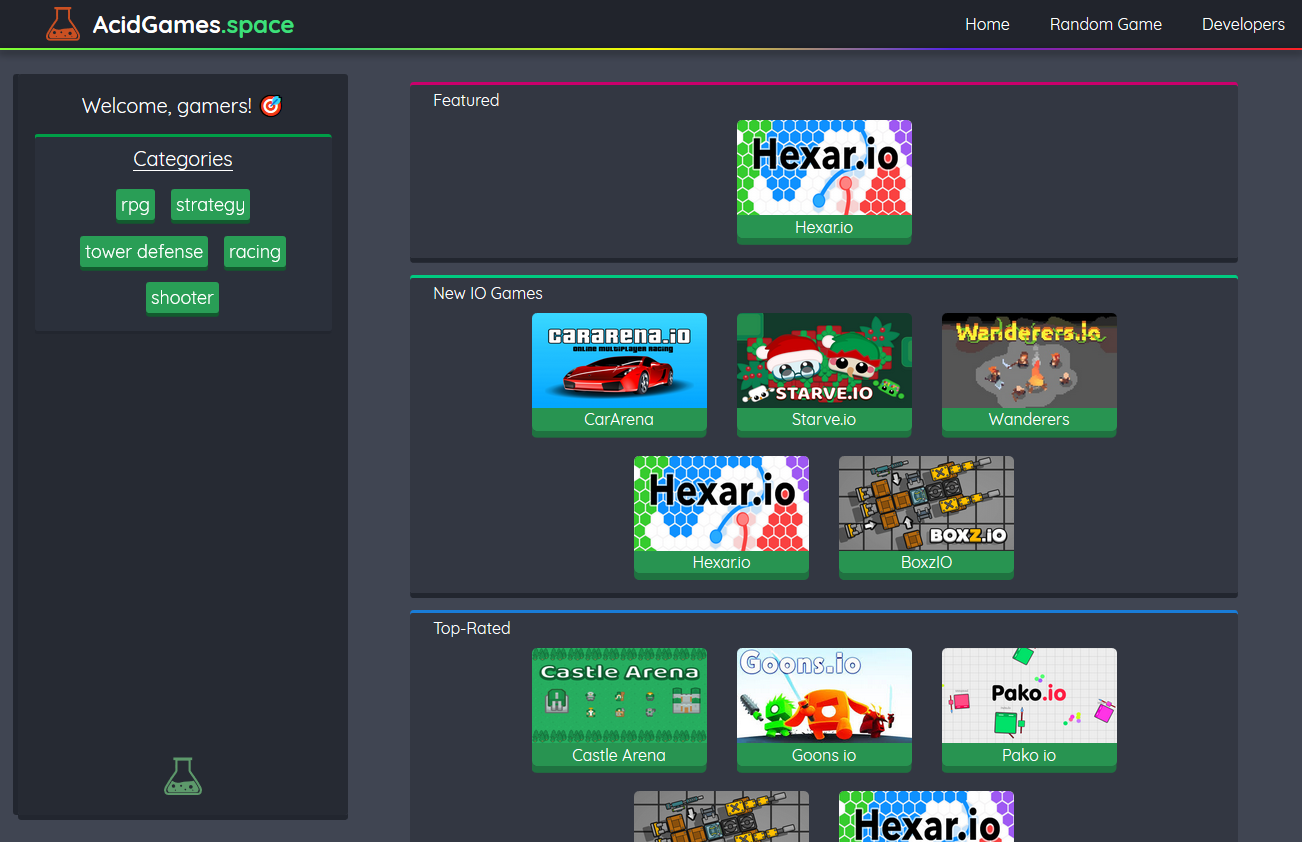 AcidGames.space
Home Random Game Developers
Welcome, gamers!
Categories
rpg strategy
tower defense racing
shooter
Featured
Hexar.io
Hexar.io
New IO Games
CARARENA.IO
ONLINE MULTIPLAYER RACING
CarArena
STARVE.IO
Starve.io
Wanderers.io
Wanderers
Hexar.io
Hexar.io
BOXZ.IO
BoxzIO
Top-Rated
Castle Arena
Castle Arena
Goons.io
Goons io
Pako.io
Pako io
Hexar.io